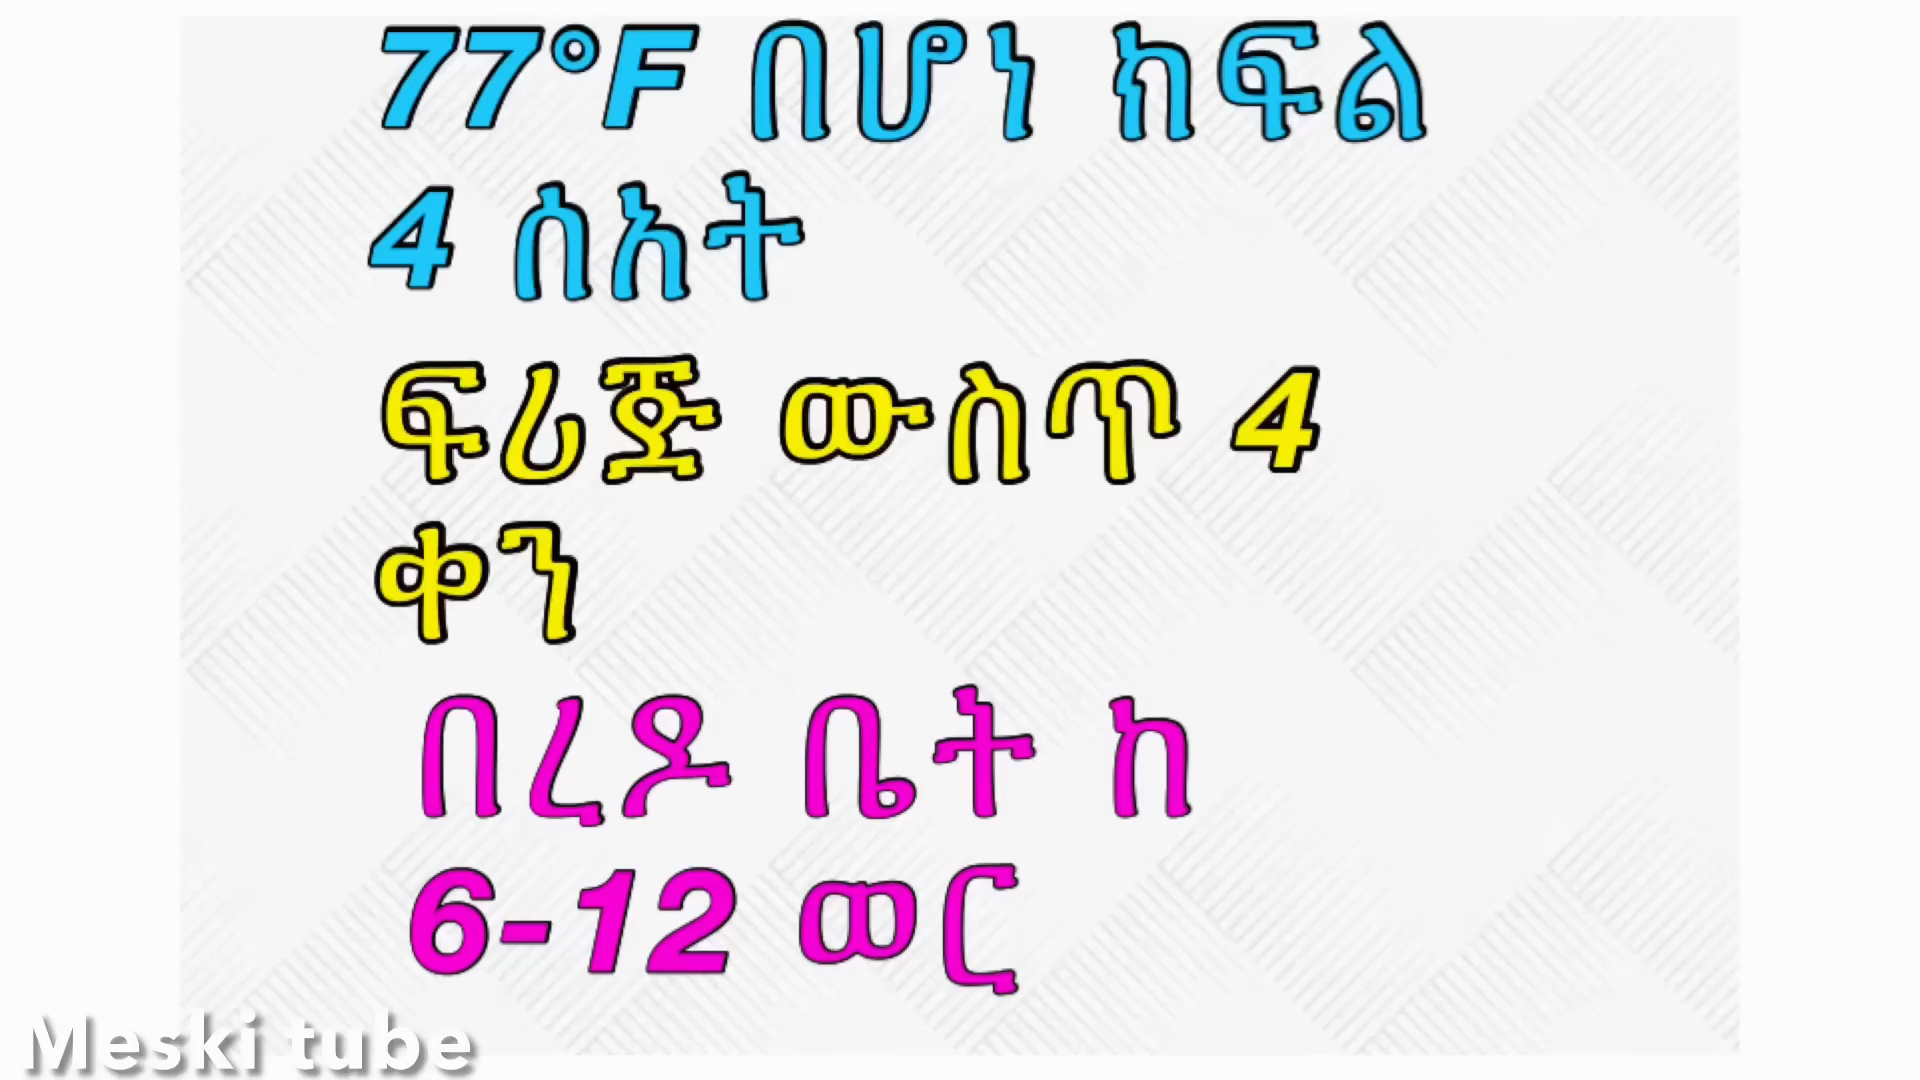 77°F በሆነ ክፍል
4 ሰአት
ፍሪጅ ውስጥ 4
ቀን
በረዶ ቤት ከ
6-12 ወር
Meski tube